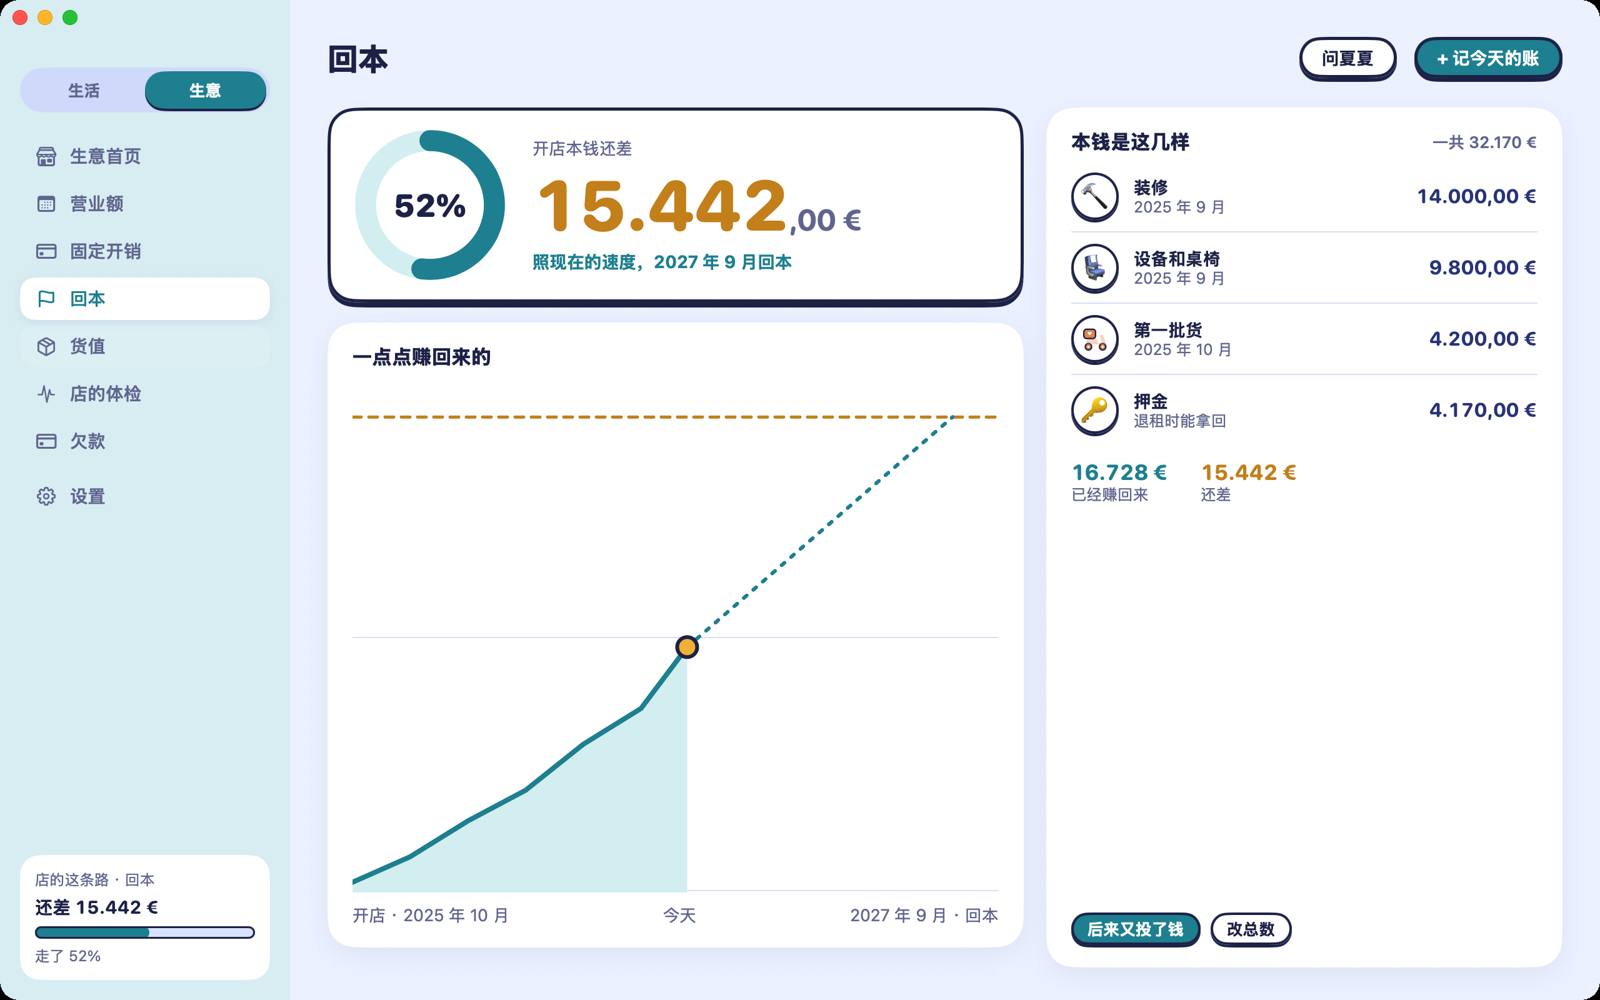 生活
生意
生意首页
营业额
固定开销
回本
货值
店的体检
欠款
设置
店的这条路 · 回本
还差 15.442 €
走了 52%
回本
问夏夏
+ 记今天的账
52%
开店本钱还差
15.442,00 €
照现在的速度，2027 年 9 月回本
一点点赚回来的
开店 · 2025 年 10 月
今天
2027 年 9 月 · 回本
本钱是这几样
一共 32.170 €
装修
2025 年 9 月
14.000,00 €
设备和桌椅
2025 年 9 月
9.800,00 €
第一批货
2025 年 10 月
4.200,00 €
押金
退租时能拿回
4.170,00 €
16.728 €
已经赚回来
15.442 €
还差
后来又投了钱
改总数